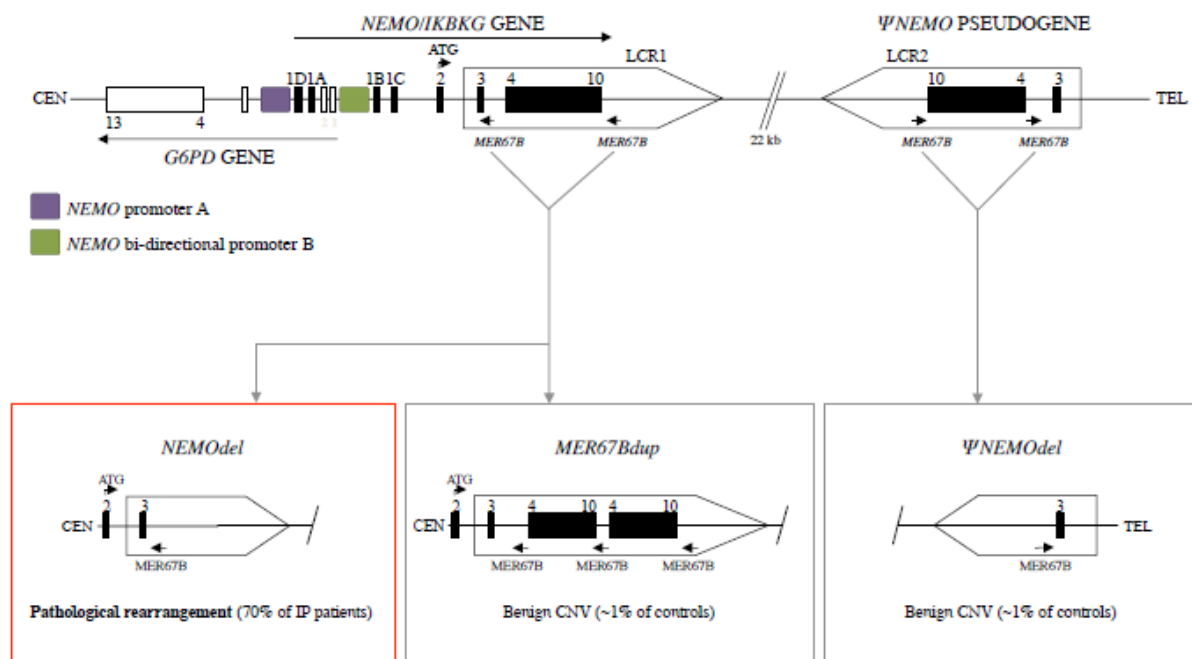 NEMO/IKBKG GENE
ΨNEMO PSEUDOGENE
ATG
LCR1
LCR2
1D1A 1B1C 2 3 4 10 10 4 3
CEN
TEL
13 4 2 1
MER67B MER67B 22 kb MER67B MER67B
G6PD GENE
NEMO promoter A
NEMO bi-directional promoter B
NEMOdel
ATG
2 3
CEN
MER67B
Pathological rearrangement (70% of IP patients)
MER67Bdup
ATG
2 3 4 10 4 10
CEN
MER67B MER67B MER67B
Benign CNV (~1% of controls)
ΨNEMOdel
3
TEL
MER67B
Benign CNV (~1% of controls)